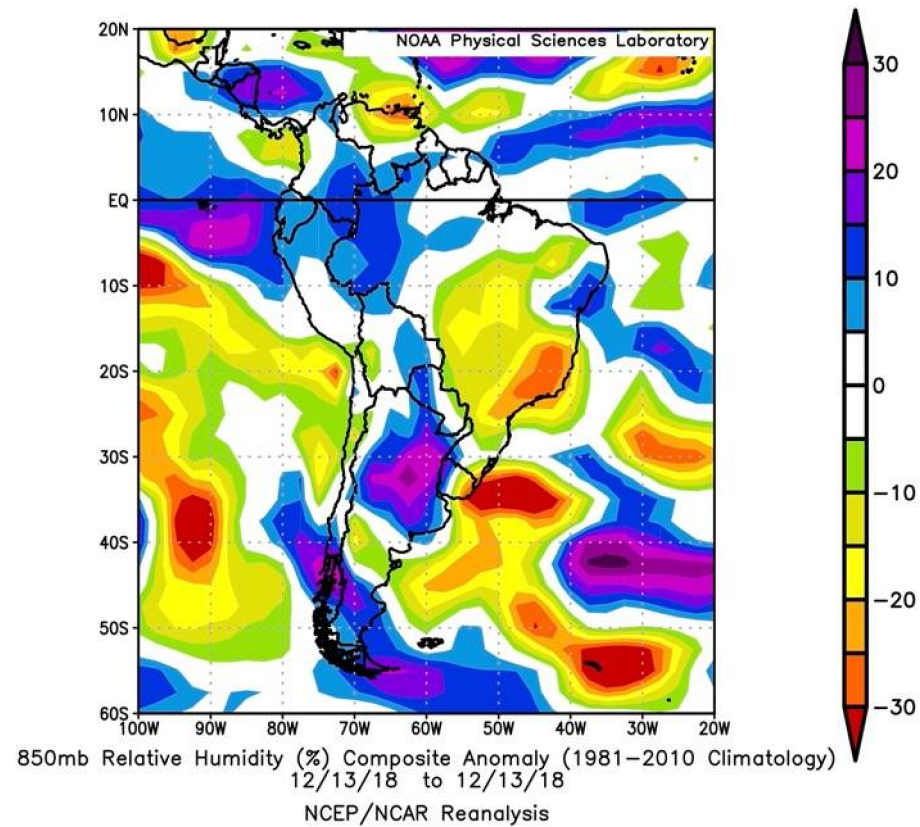 NOAA Physical Sciences Laboratory
20N
10N
EQ
10S
20S
30S
40S
50S
60S
100W 90W 80W 70W 60W 50W 40W 30W 20W
30
20
10
0
-10
-20
-30
850mb Relative Humidity (%) Composite Anomaly (1981-2010 Climatology)
12/13/18 to 12/13/18
NCEP/NCAR Reanalysis